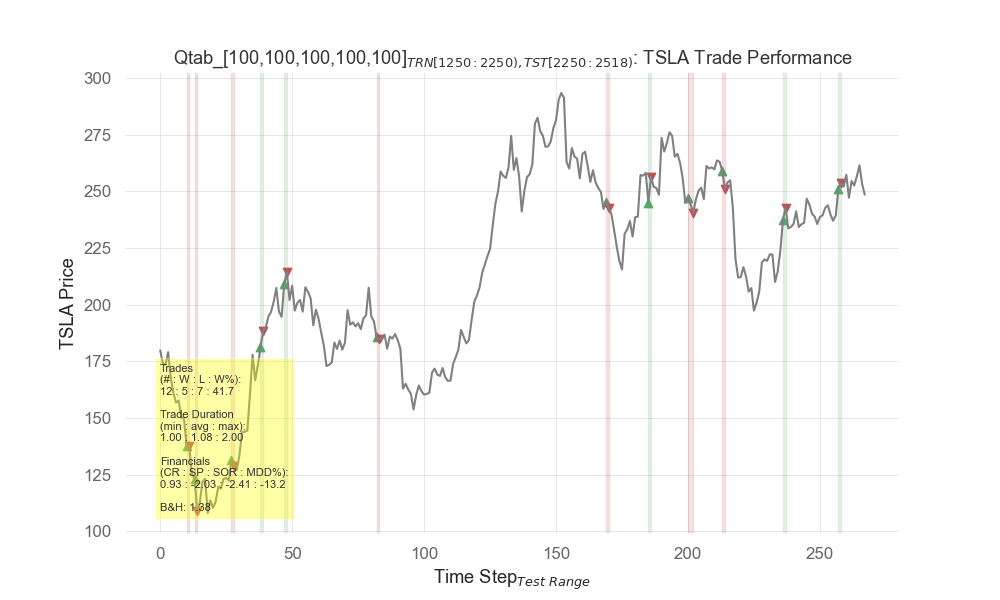 Qtab_[100,100,100,100,100]TRN[1250:2250),TST[2250:2518): TSLA Trade Performance
300
275
250
225
200
175
150
125
100
TSLA Price
Trades
(# : W : L : W%):
12 : 5 : 7 : 41.7
Trade Duration
(min : avg : max):
1.00 : 1.08 : 2.00
Financials
(CR : SP : SOR : MDD%):
0.93 : -2.03 : -2.41 : -13.2
B&H: 1.38
0 50 100 150 200 250
Time StepTest Range